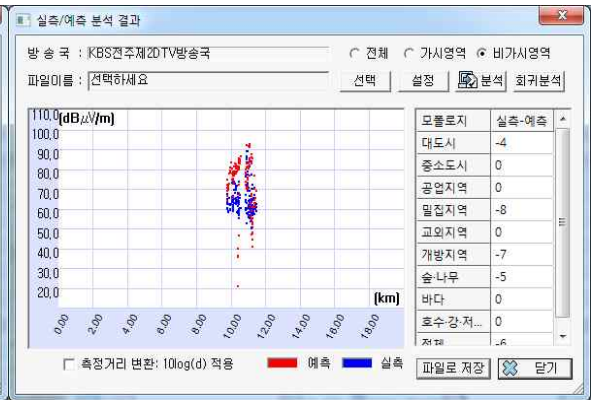 실측/예측 분석 결과
방 송 국 : KBS전주제2DTV방송국
전체 가시영역 비가시영역
파일이름 : 선택하세요
선택 설정 분석 회귀분석
110,0 (dBμV/m)
100,0
90,0
80,0
70,0
60,0
50,0
40,0
30,0
20,0
(km)
0,00 2,00 4,00 6,00 8,00 10,00 12,00 14,00 16,00 18,00
측정거리 변환: 10log(d) 적용 예측 실측
모폴로지 실측-예측
대도시 -4
중소도시 0
공업지역 0
밀집지역 -8
교외지역 0
개방지역 -7
숲·나무 -5
바다 0
호수·강·저... 0
전체 -6
파일로 저장 닫기